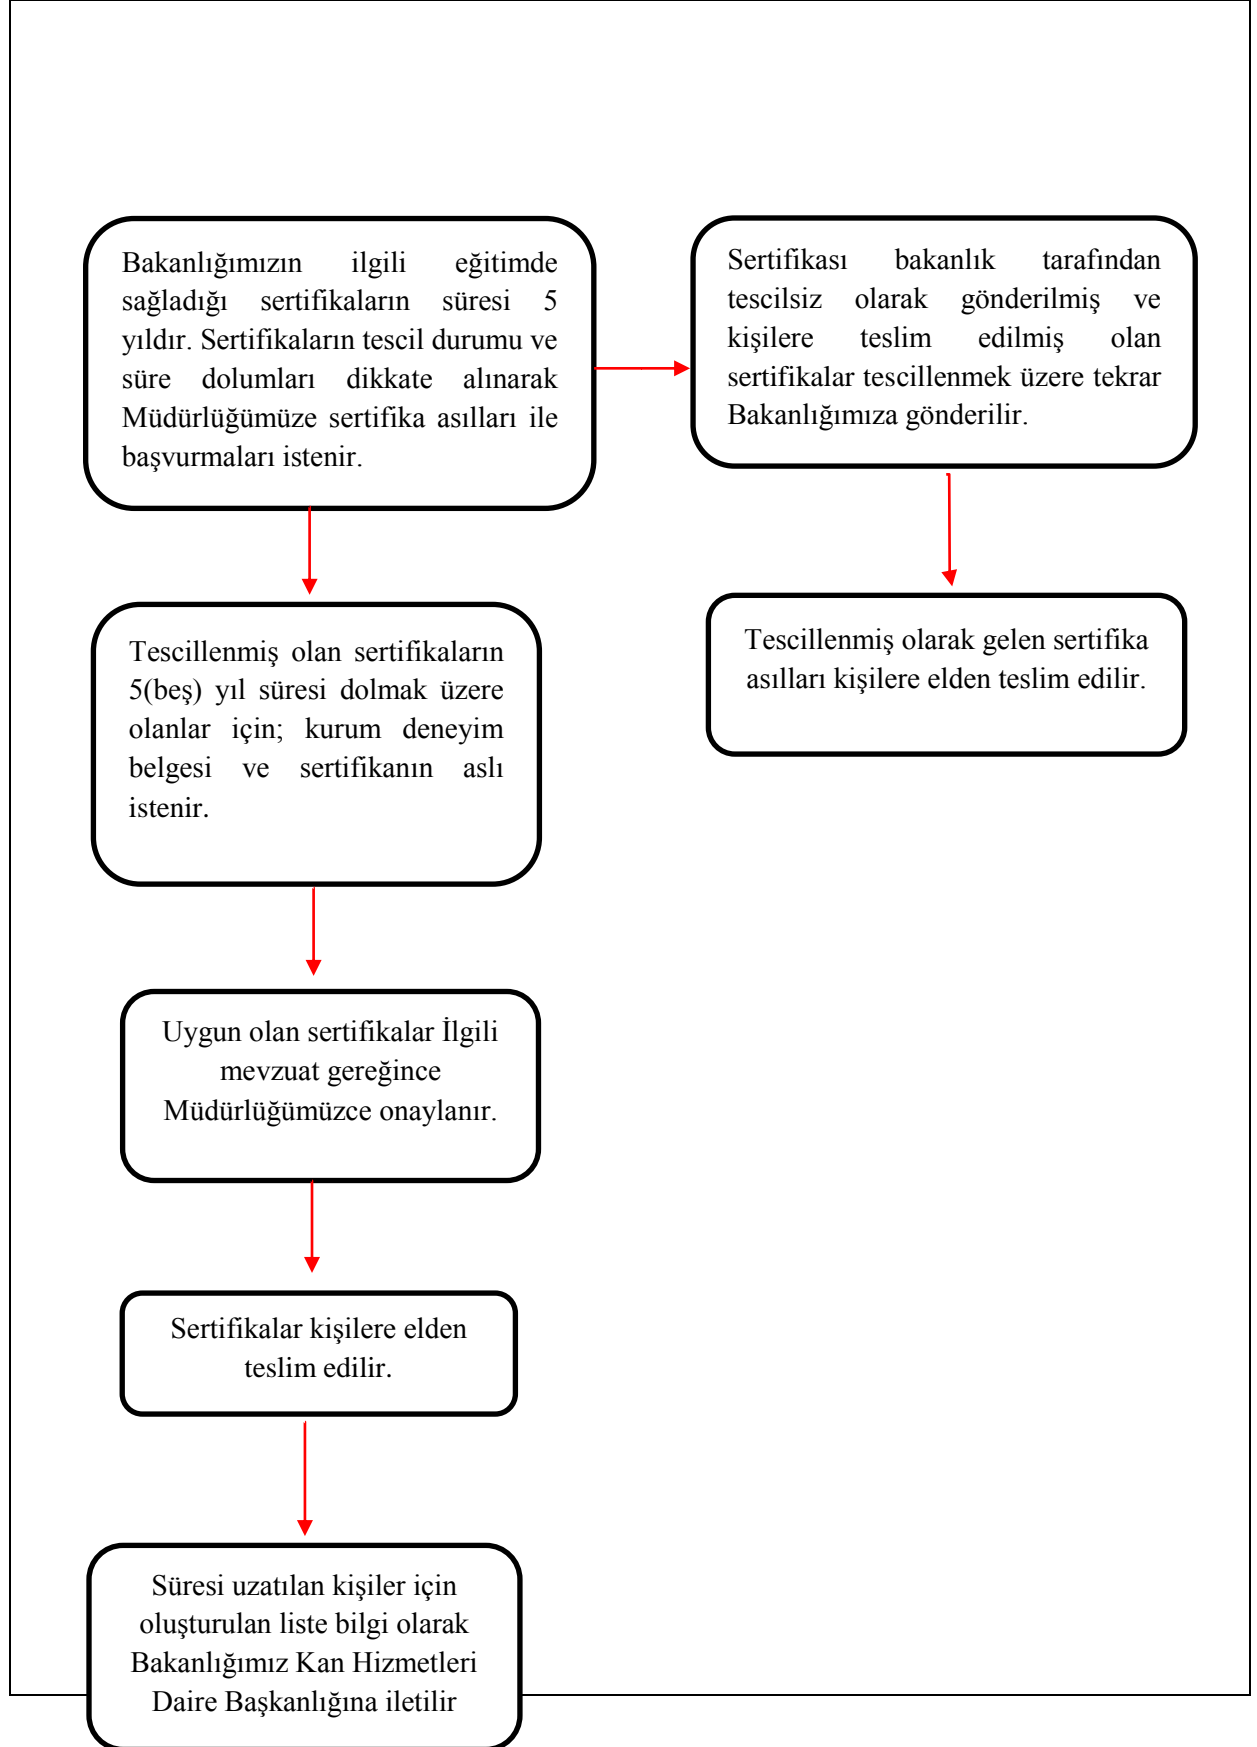 Bakanlığımızın ilgili eğitimde
sağladığı sertifikaların süresi 5
yıldır. Sertifikaların tescil durumu ve
süre dolumları dikkate alınarak
Müdürlüğümüze sertifika asılları ile
başvurmaları istenir.
Sertifikası bakanlık tarafından
tescilsiz olarak gönderilmiş ve
kişilere teslim edilmiş olan
sertifikalar tescillenmek üzere tekrar
Bakanlığımıza gönderilir.
Tescillenmiş olan sertifikaların
5(beş) yıl süresi dolmak üzere
olanlar için; kurum deneyim
belgesi ve sertifikanın aslı
istenir.
Tescillenmiş olarak gelen sertifika
asılları kişilere elden teslim edilir.
Uygun olan sertifikalar İlgili
mevzuat gereğince
Müdürlüğümüzce onaylanır.
Sertifikalar kişilere elden
teslim edilir.
Süresi uzatılan kişiler için
oluşturulan liste bilgi olarak
Bakanlığımız Kan Hizmetleri
Daire Başkanlığına iletilir